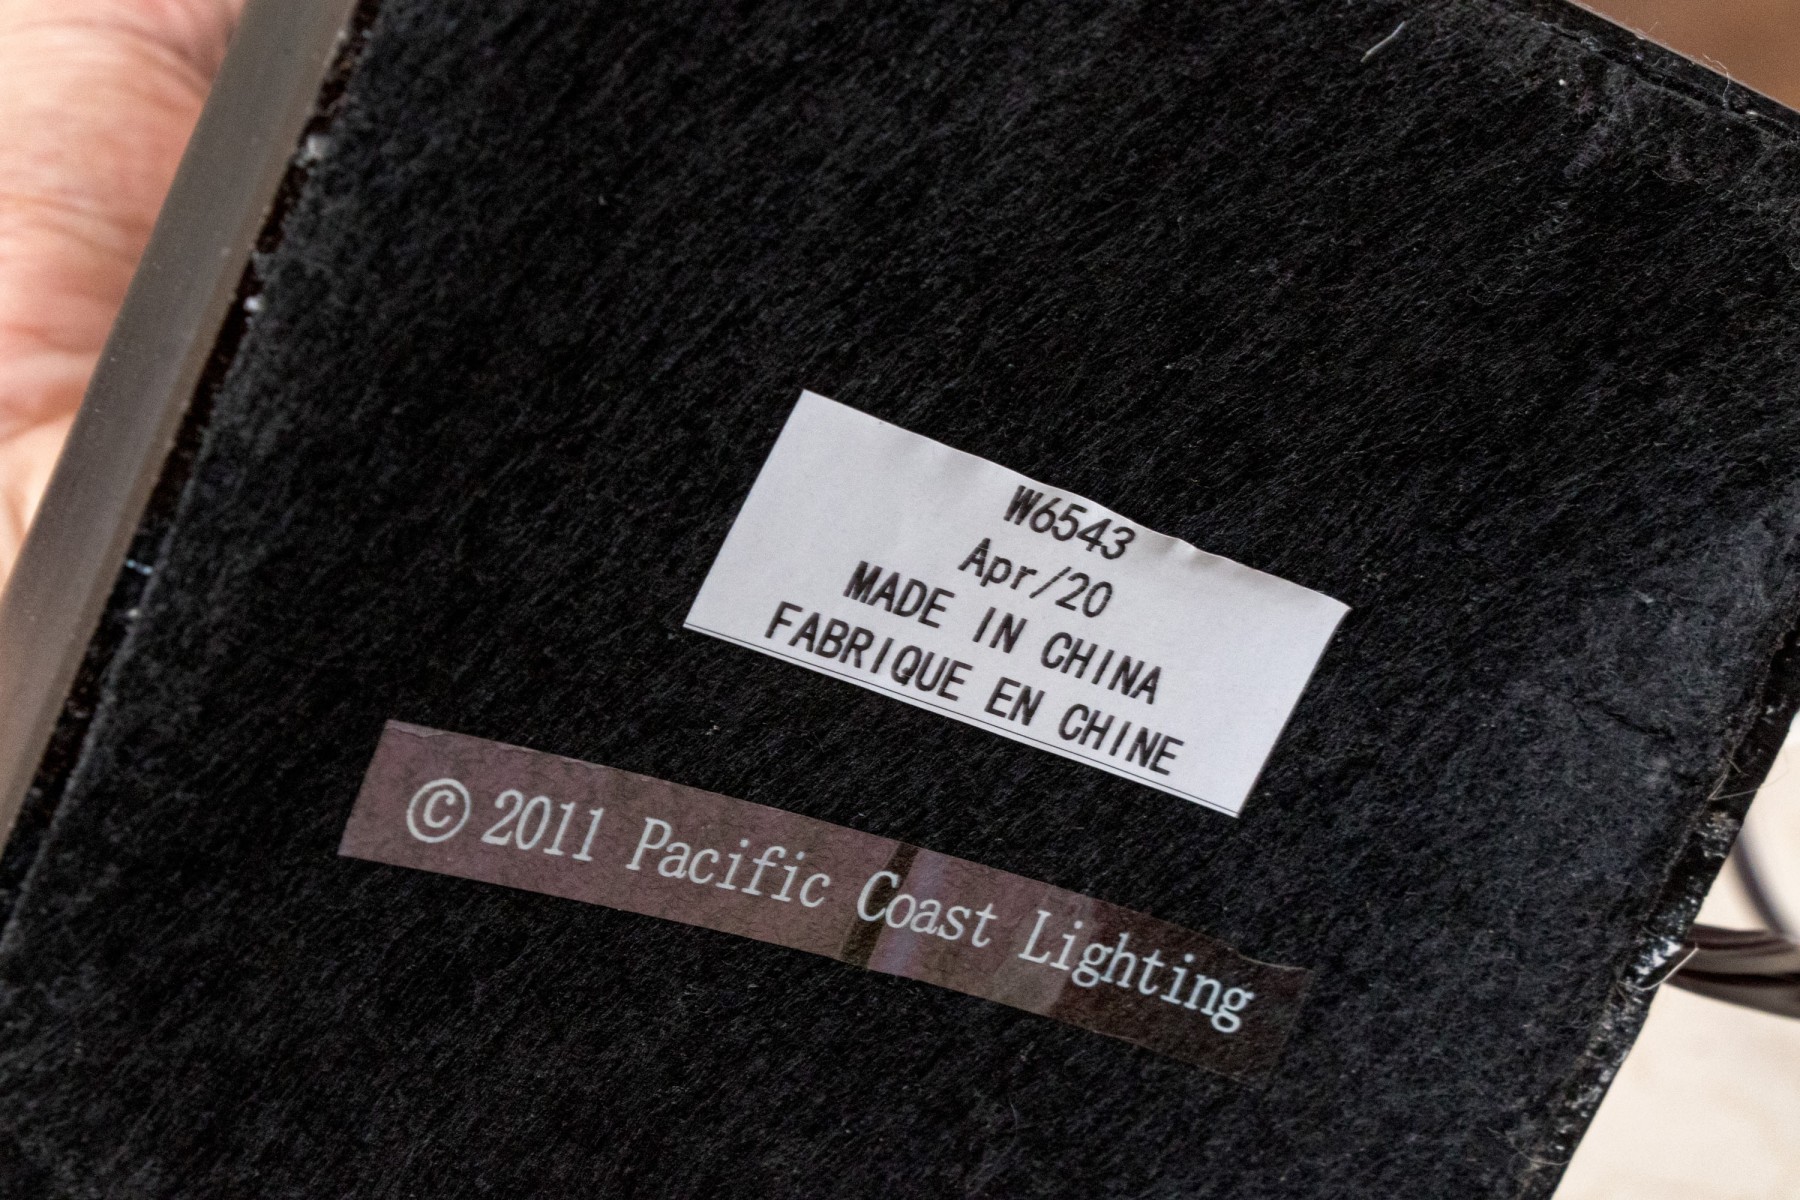 W6543
Apr/20
MADE IN CHINA
FABRIQUE EN CHINE
© 2011 Pacific Coast Lighting